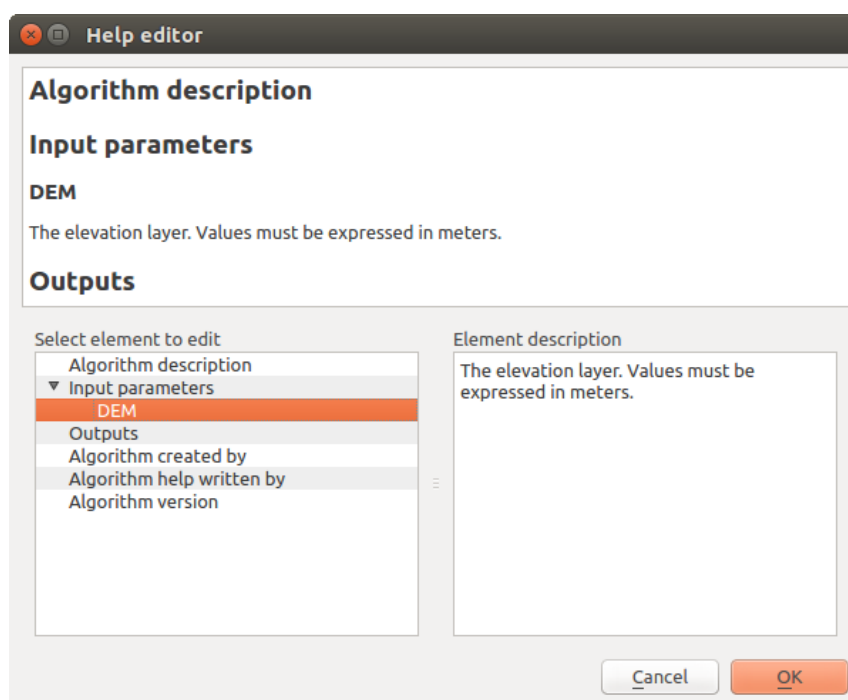 Help editor
Algorithm description
Input parameters
DEM
The elevation layer. Values must be expressed in meters.
Outputs
Select element to edit
Algorithm description
Input parameters
DEM
Outputs
Algorithm created by
Algorithm help written by
Algorithm version
Element description
The elevation layer. Values must be
expressed in meters.
Cancel
OK